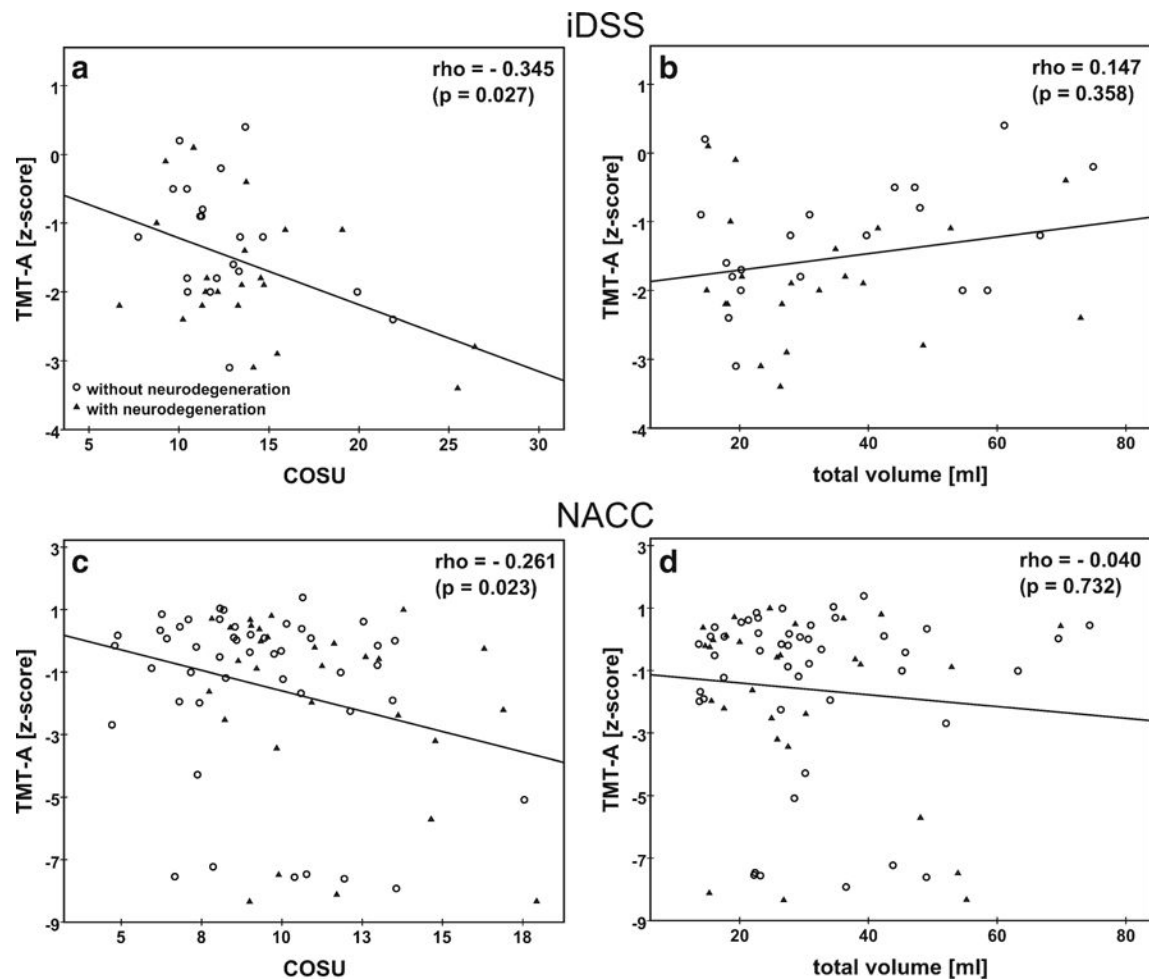 iDSS
a
rho = - 0.345
(p = 0.027)
TMT-A [z-score]
1
0
-1
-2
-3
-4
without neurodegeneration
with neurodegeneration
5
10
15
20
25
30
COSU
b
rho = 0.147
(p = 0.358)
TMT-A [z-score]
1
0
-1
-2
-3
-4
20
40
60
80
total volume [ml]
NACC
c
rho = - 0.261
(p = 0.023)
TMT-A [z-score]
3
1
-1
-3
-5
-7
-9
5
8
10
13
15
18
COSU
d
rho = - 0.040
(p = 0.732)
TMT-A [z-score]
3
1
-1
-3
-5
-7
-9
20
40
60
80
total volume [ml]